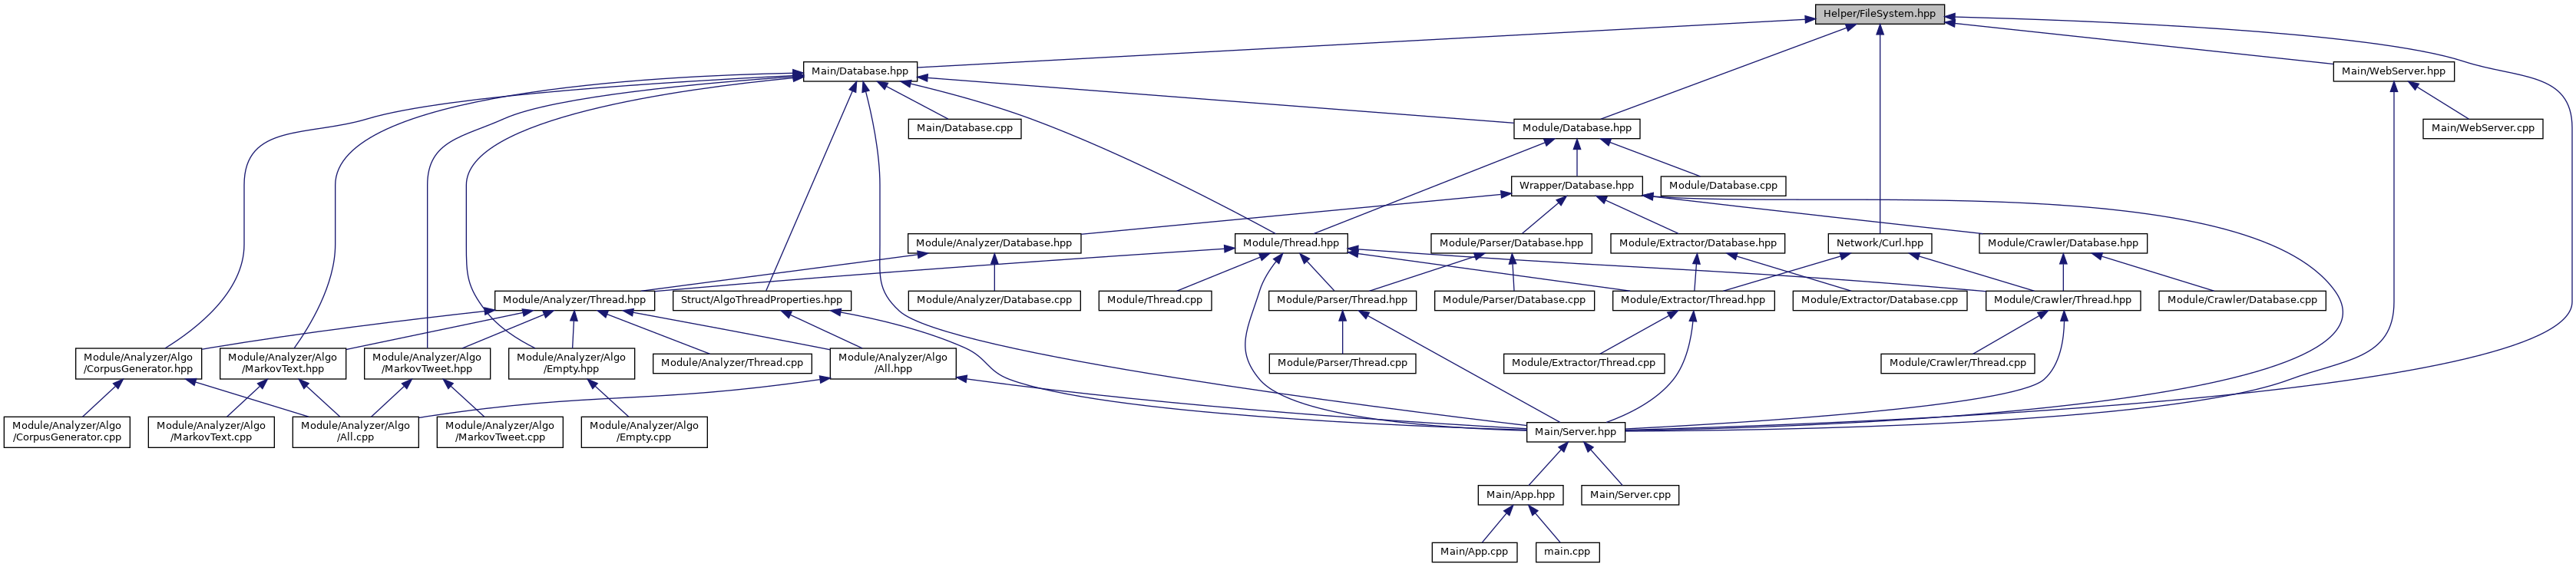 Helper/FileSystem.hpp
Main/Database.hpp
Main/WebServer.hpp
Main/Database.cpp
Module/Database.hpp
Main/WebServer.cpp
Wrapper/Database.hpp
Module/Database.cpp
Module/Analyzer/Database.hpp
Module/Thread.hpp
Module/Parser/Database.hpp
Module/Extractor/Database.hpp
Network/Curl.hpp
Module/Crawler/Database.hpp
Module/Analyzer/Thread.hpp
Struct/AlgoThreadProperties.hpp
Module/Analyzer/Database.cpp
Module/Thread.cpp
Module/Parser/Thread.hpp
Module/Parser/Database.cpp
Module/Extractor/Thread.hpp
Module/Extractor/Database.cpp
Module/Crawler/Thread.hpp
Module/Crawler/Database.cpp
Module/Analyzer/Algo
/CorpusGenerator.hpp
Module/Analyzer/Algo
/MarkovText.hpp
Module/Analyzer/Algo
/MarkovTweet.hpp
Module/Analyzer/Algo
/Empty.hpp
Module/Analyzer/Thread.cpp
Module/Analyzer/Algo
/All.hpp
Module/Parser/Thread.cpp
Module/Extractor/Thread.cpp
Module/Crawler/Thread.cpp
Module/Analyzer/Algo
/CorpusGenerator.cpp
Module/Analyzer/Algo
/MarkovText.cpp
Module/Analyzer/Algo
/All.cpp
Module/Analyzer/Algo
/MarkovTweet.cpp
Module/Analyzer/Algo
/Empty.cpp
Main/Server.hpp
Main/App.hpp
Main/Server.cpp
Main/App.cpp
main.cpp